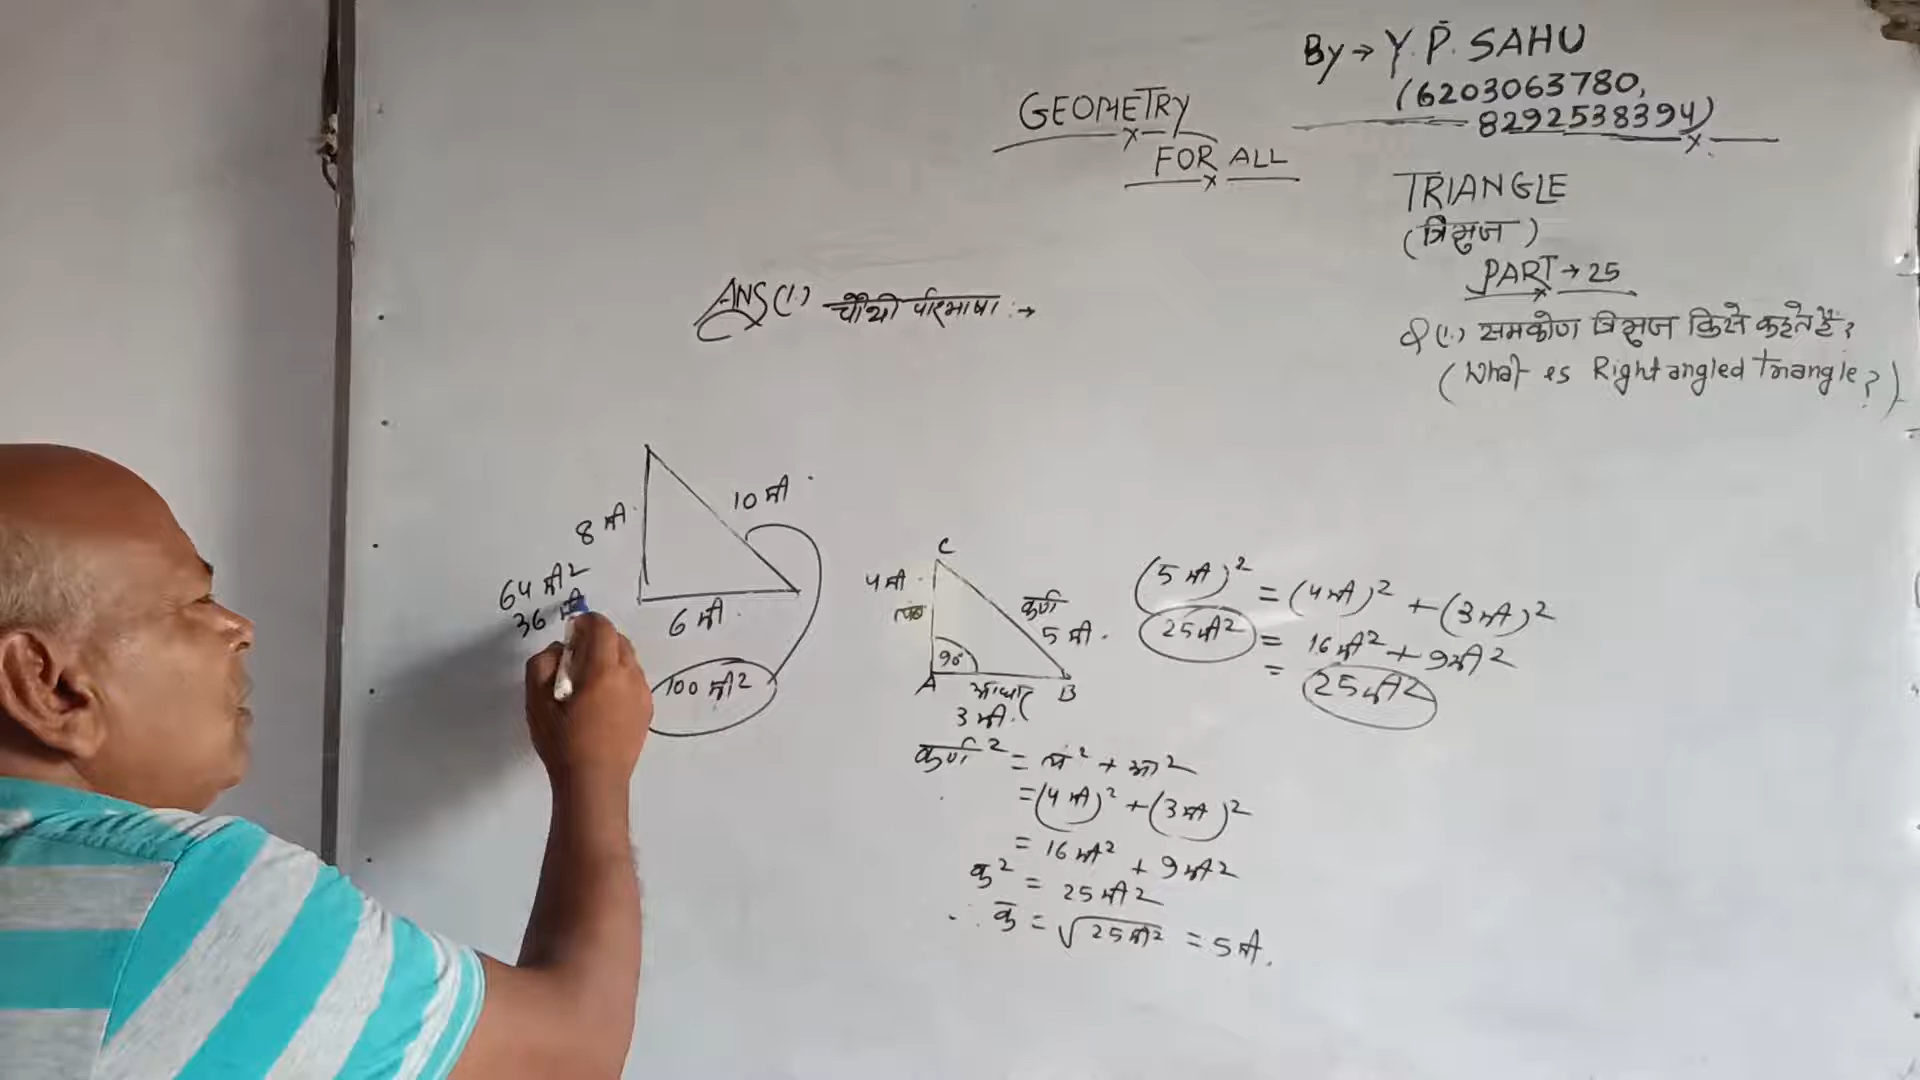 By → Y. P. SAHU
(6203063780,
8292538394)
GEOMETRY
FOR ALL
TRIANGLE
(त्रिभुज)
PART → 25
Q (1.) समकोण त्रिभुज किसे कहते हैं?
(What is Right angled triangle?)
ANS (1.) चौथी परिभाषा :→
8 मी.
10 मी.
6 मी.
64 मी2
36 मी
100 मी2
C
4 मी.
लंब
कर्ण
5 मी.
90°
A
आधार
B
3 मी.
(5 मी)2 = (4 मी)2 + (3 मी)2
25 मी2 = 16 मी2 + 9 मी2
= 25 मी2
कर्ण2 = लं2 + आ2
= (4 मी)2 + (3 मी)2
= 16 मी2 + 9 मी2
क2 = 25 मी2
∴ क = √25 मी2 = 5 मी.